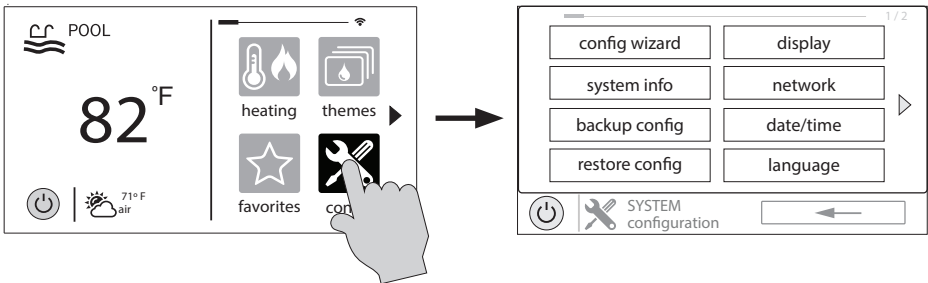 POOL
82°F
71° F
air
heating
themes
favorites
1 / 2
config wizard
display
system info
network
backup config
date/time
restore config
language
SYSTEM
configuration